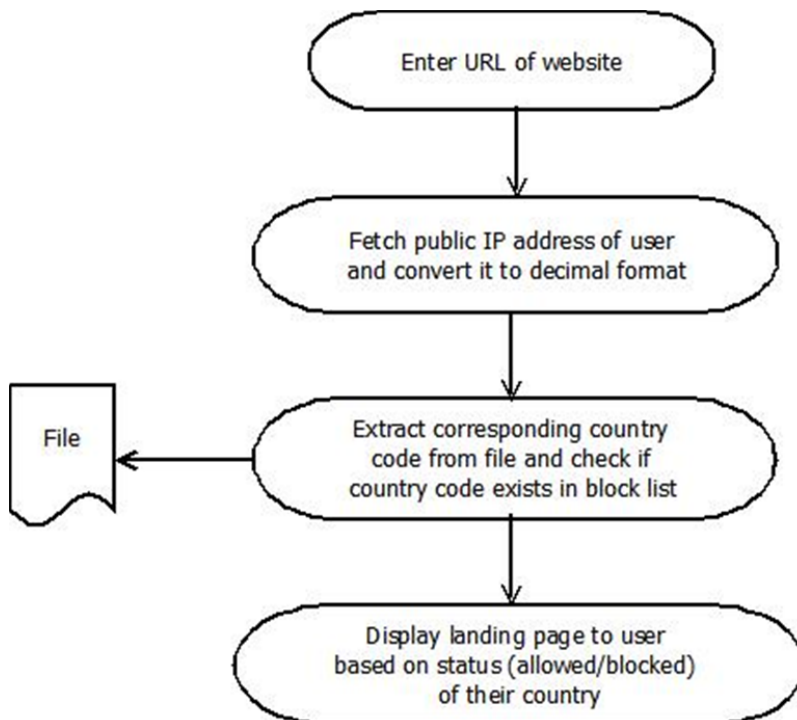 Enter URL of website
Fetch public IP address of user
and convert it to decimal format
File
Extract corresponding country
code from file and check if
country code exists in block list
Display landing page to user
based on status (allowed/blocked)
of their country